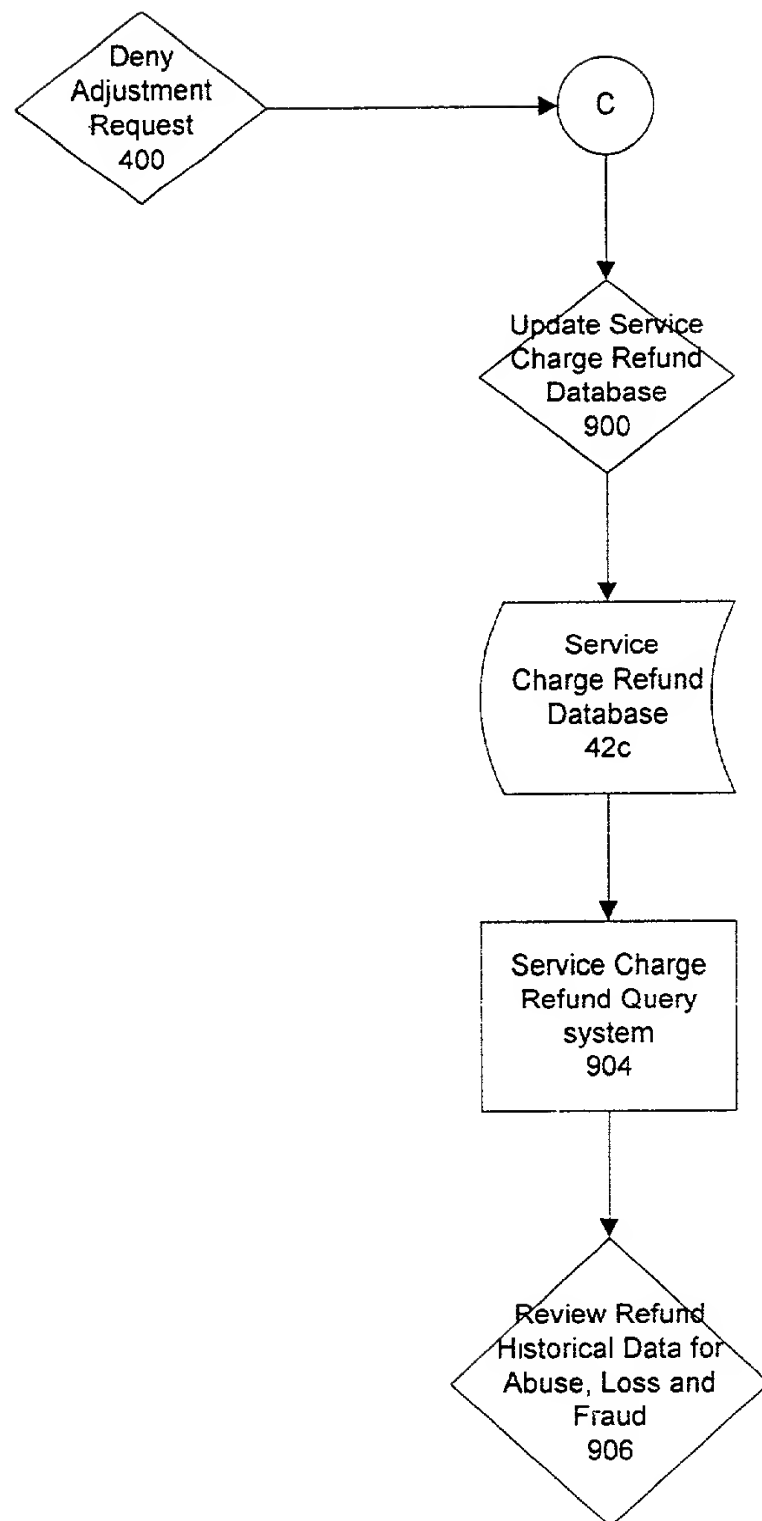 Deny
Adjustment
Request
400
C
Update Service
Charge Refund
Database
900
Service
Charge Refund
Database
42c
Service Charge
Refund Query
system
904
Review Refund
Historical Data for
Abuse, Loss and
Fraud
906